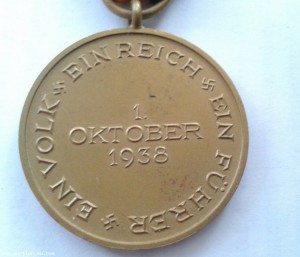 EIN VOLK EIN REICH EIN FÜHRER
1.
OKTOBER
1938